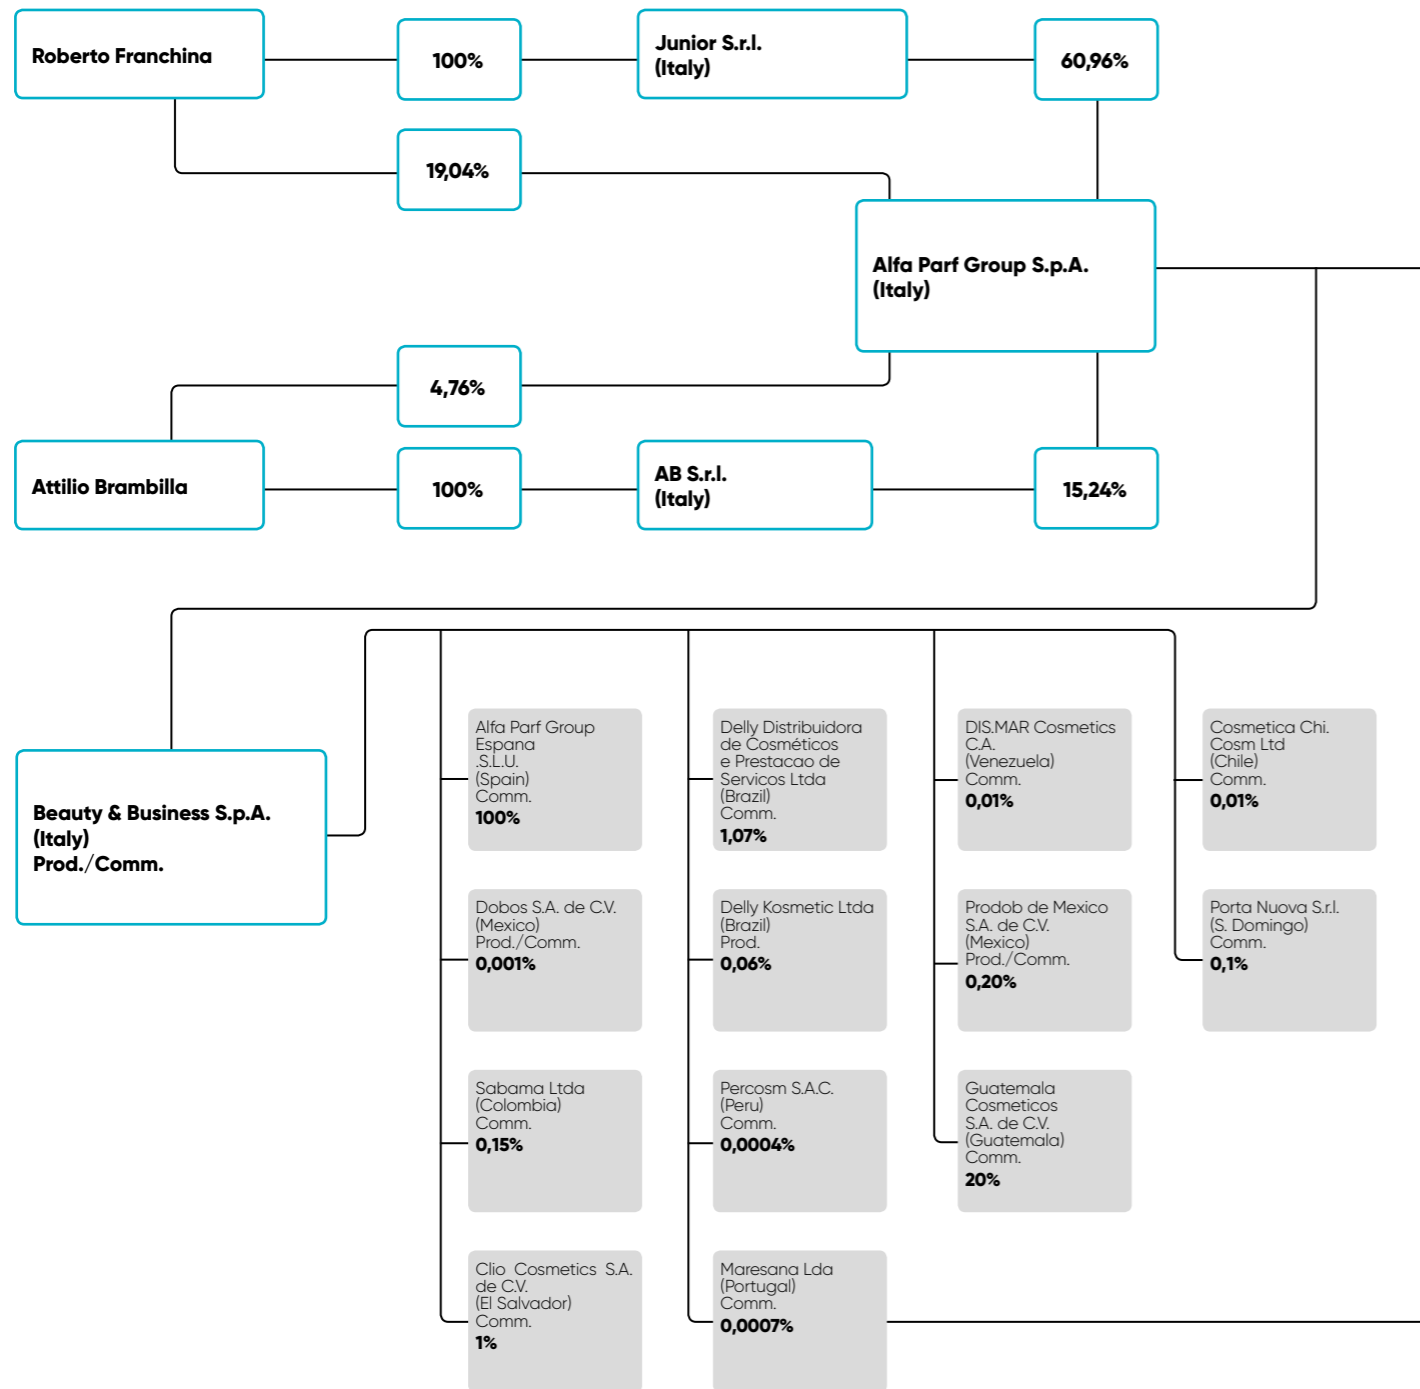 Roberto Franchina
100%
Junior S.r.l.
(Italy)
60,96%
19,04%
Alfa Parf Group S.p.A.
(Italy)
4,76%
Attilio Brambilla
100%
AB S.r.l.
(Italy)
15,24%
Beauty & Business S.p.A.
(Italy)
Prod./Comm.
Alfa Parf Group
Espana
.S.L.U.
(Spain)
Comm.
100%
Delly Distribuidora
de Cosméticos
e Prestacao de
Servicos Ltda
(Brazil)
Comm.
1,07%
DIS.MAR Cosmetics
C.A.
(Venezuela)
Comm.
0,01%
Cosmetica Chi.
Cosm Ltd
(Chile)
Comm.
0,01%
Dobos S.A. de C.V.
(Mexico)
Prod./Comm.
0,001%
Delly Kosmetic Ltda
(Brazil)
Prod.
0,06%
Prodob de Mexico
S.A. de C.V.
(Mexico)
Prod./Comm.
0,20%
Porta Nuova S.r.l.
(S. Domingo)
Comm.
0,1%
Sabama Ltda
(Colombia)
Comm.
0,15%
Percosm S.A.C.
(Peru)
Comm.
0,0004%
Guatemala
Cosmeticos
S.A. de C.V.
(Guatemala)
Comm.
20%
Clio Cosmetics S.A.
de C.V.
(El Salvador)
Comm.
1%
Maresana Lda
(Portugal)
Comm.
0,0007%